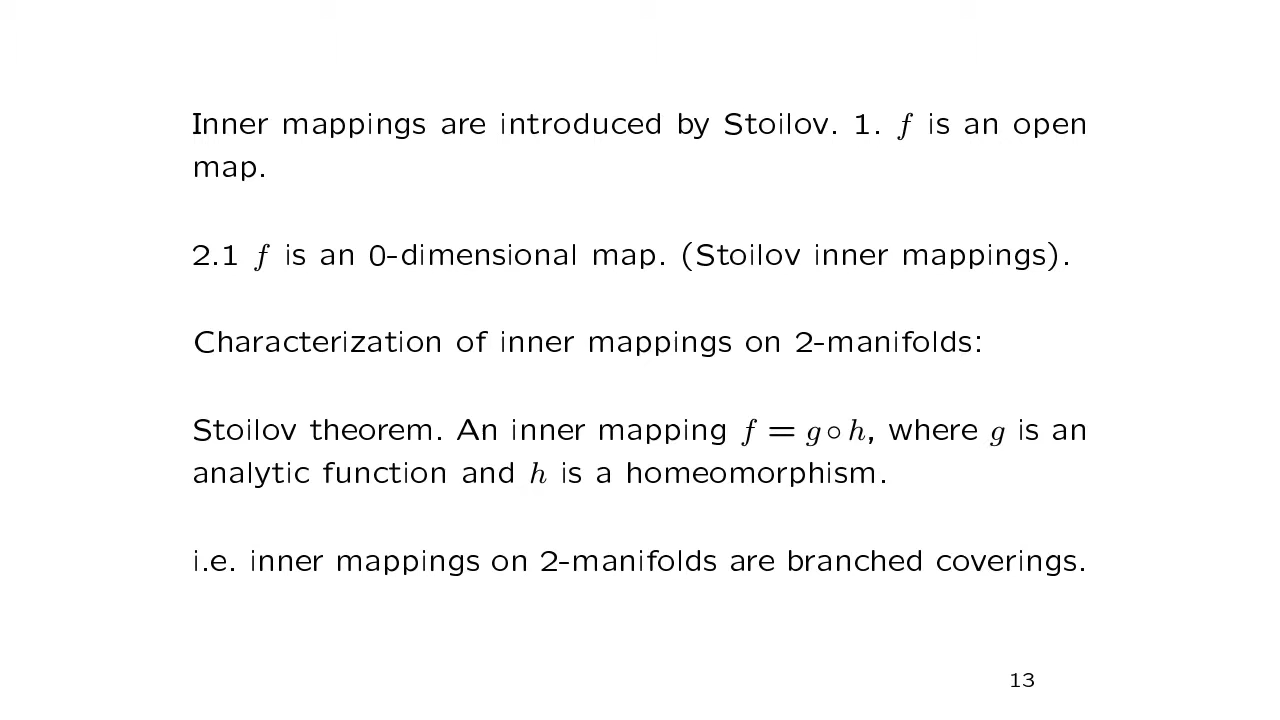 Inner mappings are introduced by Stoilov. 1. f is an open
map.
2.1 f is an 0-dimensional map. (Stoilov inner mappings).
Characterization of inner mappings on 2-manifolds:
Stoilov theorem. An inner mapping f = g ∘ h, where g is an
analytic function and h is a homeomorphism.
i.e. inner mappings on 2-manifolds are branched coverings.
13